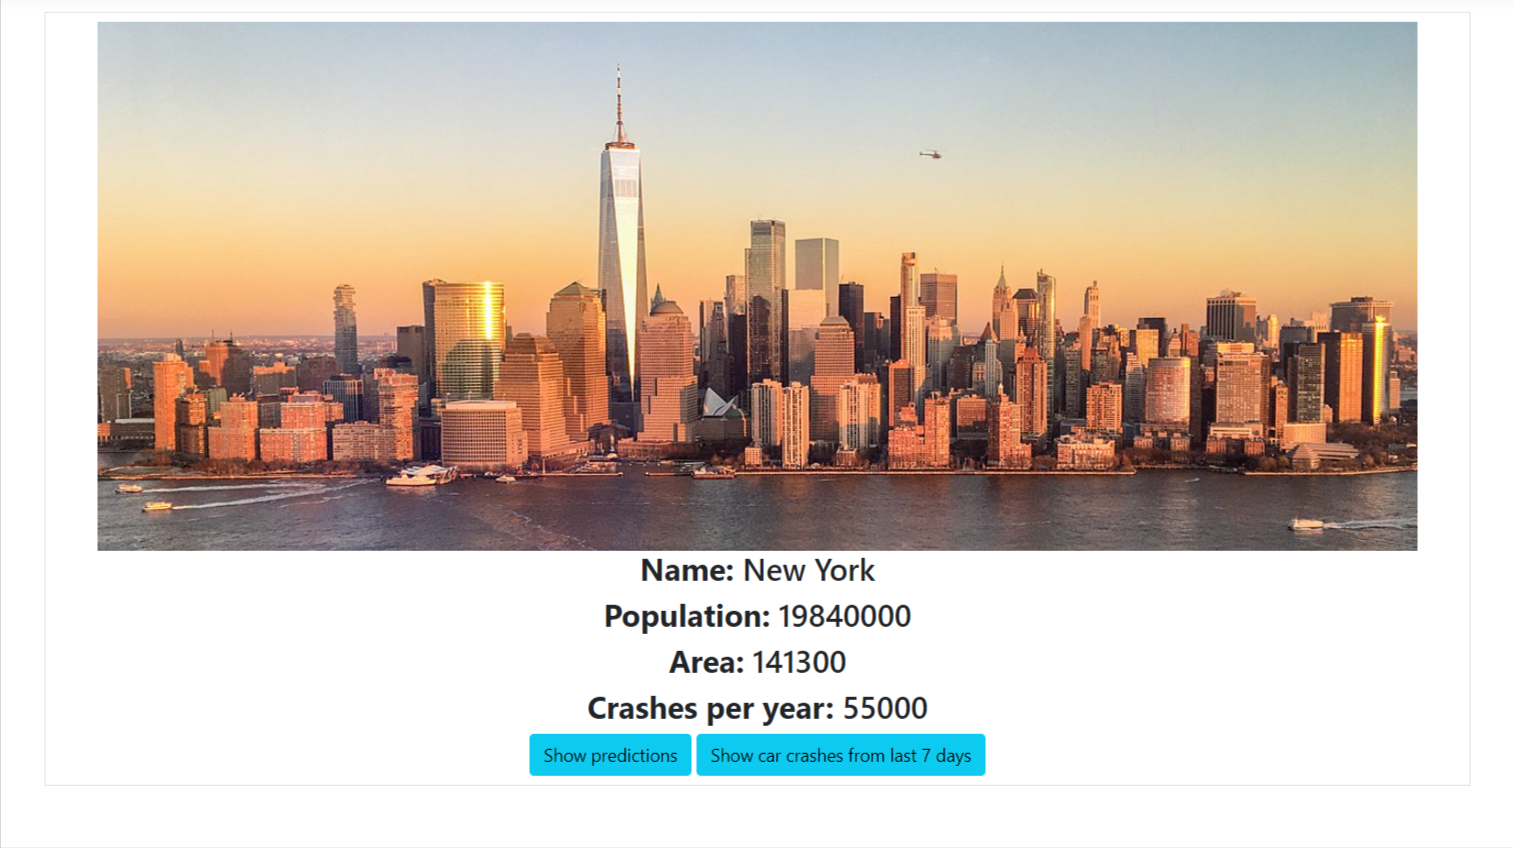 Name: New York
Population: 19840000
Area: 141300
Crashes per year: 55000
Show predictions Show car crashes from last 7 days